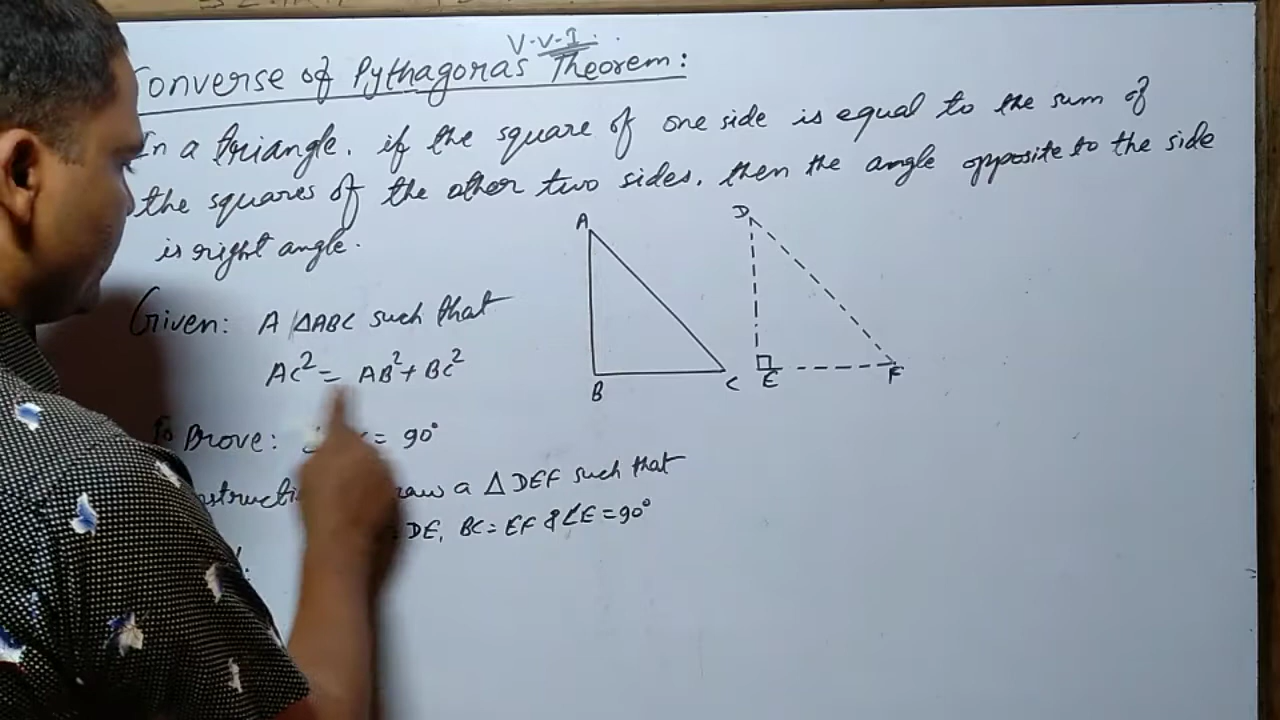 V.V.I.
Converse of Pythagoras Theorem:
In a triangle, if the square of one side is equal to the sum of
the squares of the other two sides, then the angle opposite to the side
is right angle.
A
D
B
C
E
F
Given: A ΔABC such that
AC² = AB² + BC²
To Prove: = 90°
a Δ DEF such that
= DE, BC = EF & ∠E = 90°